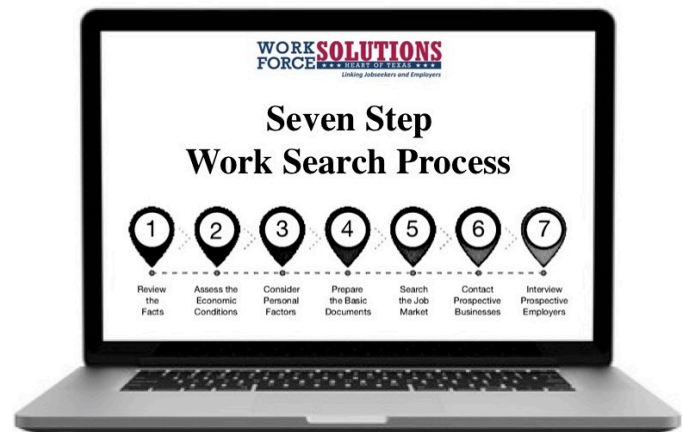 WORK SOLUTIONS
FORCE ★★★ HEART OF TEXAS ★★★
Linking Jobseekers and Employers
Seven Step
Work Search Process
1 2 3 4 5 6 7
Review
the
Facts
Assess the
Economic
Conditions
Consider
Personal
Factors
Prepare
the Basic
Documents
Search
the Job
Market
Contact
Prospective
Businesses
Interview
Prospective
Employers